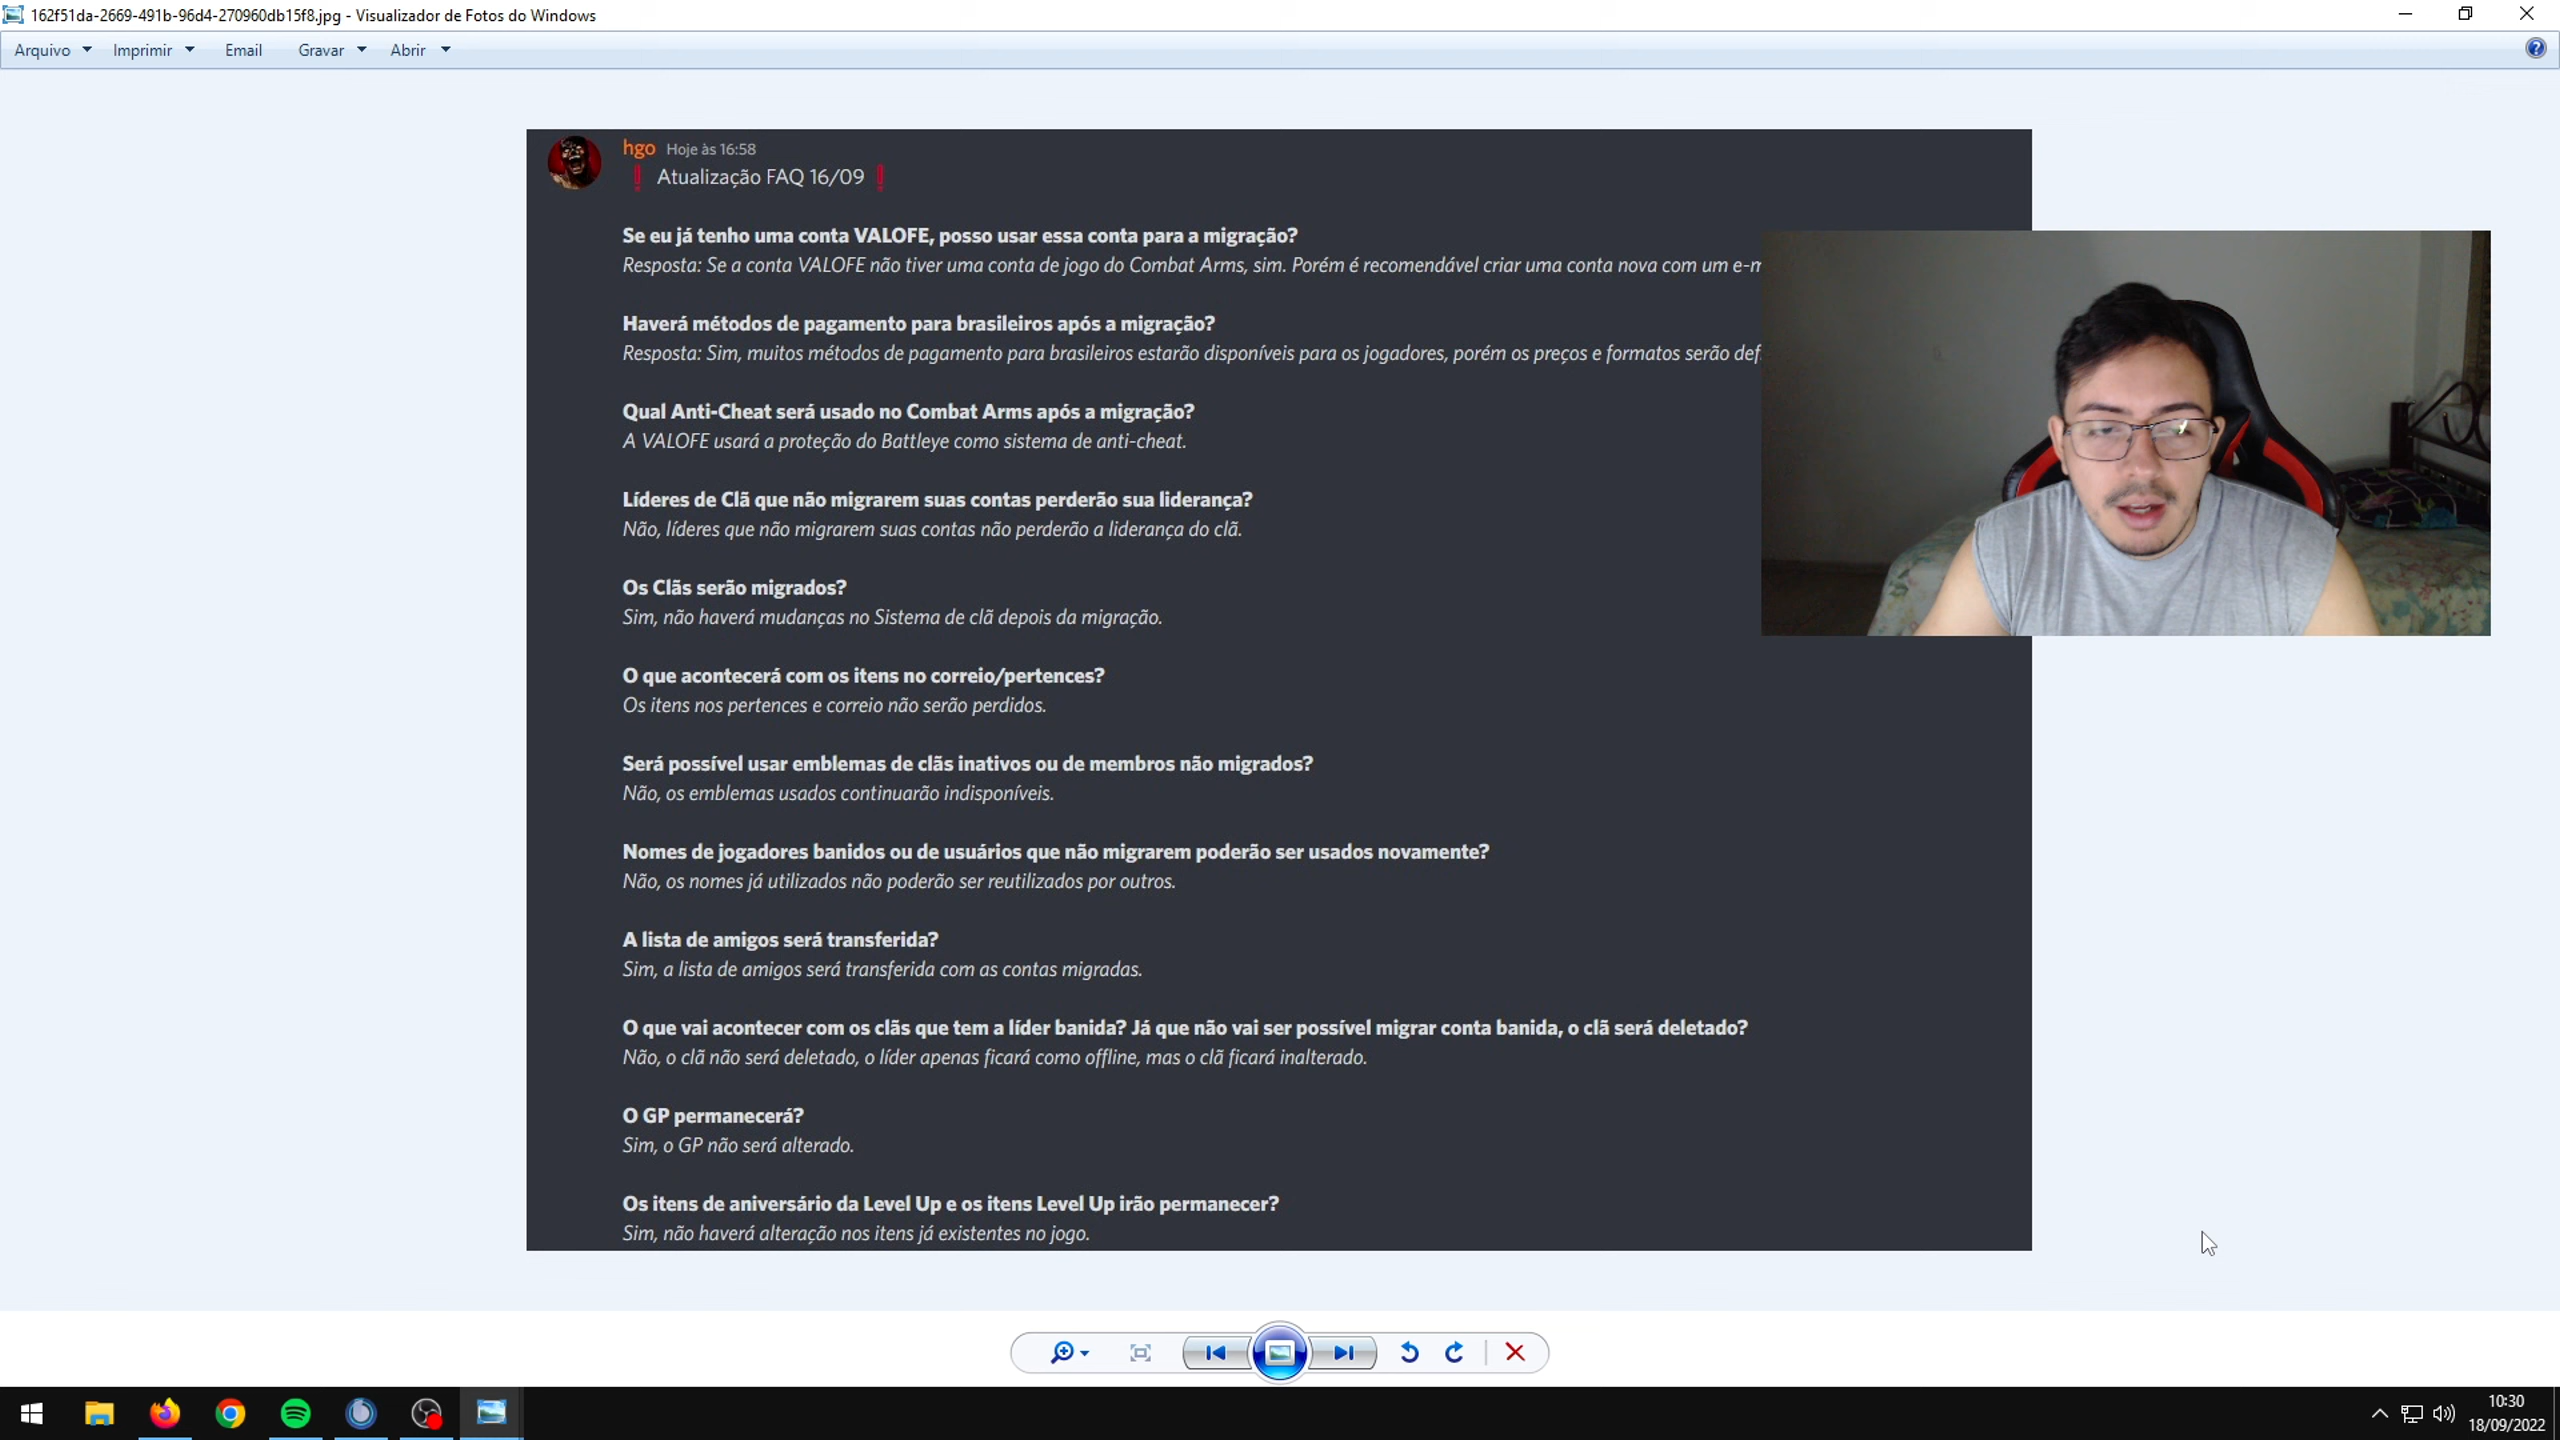 162f51da-2669-491b-96d4-270960db15f8.jpg - Visualizador de Fotos do Windows
Arquivo Imprimir Email Gravar Abrir
hgo Hoje às 16:58
❗ Atualização FAQ 16/09 ❗
Se eu já tenho uma conta VALOFE, posso usar essa conta para a migração?
Resposta: Se a conta VALOFE não tiver uma conta de jogo do Combat Arms, sim. Porém é recomendável criar uma conta nova com um
Haverá métodos de pagamento para brasileiros após a migração?
Resposta: Sim, muitos métodos de pagamento para brasileiros estarão disponíveis para os jogadores, porém os preços e formatos serão
Qual Anti-Cheat será usado no Combat Arms após a migração?
A VALOFE usará a proteção do Battleye como sistema de anti-cheat.
Líderes de Clã que não migrarem suas contas perderão sua liderança?
Não, líderes que não migrarem suas contas não perderão a liderança do clã.
Os Clãs serão migrados?
Sim, não haverá mudanças no Sistema de clã depois da migração.
O que acontecerá com os itens no correio/pertences?
Os itens nos pertences e correio não serão perdidos.
Será possível usar emblemas de clãs inativos ou de membros não migrados?
Não, os emblemas usados continuarão indisponíveis.
Nomes de jogadores banidos ou de usuários que não migrarem poderão ser usados novamente?
Não, os nomes já utilizados não poderão ser reutilizados por outros.
A lista de amigos será transferida?
Sim, a lista de amigos será transferida com as contas migradas.
O que vai acontecer com os clãs que tem a líder banida? Já que não vai ser possível migrar conta banida, o clã será deletado?
Não, o clã não será deletado, o líder apenas ficará como offline, mas o clã ficará inalterado.
O GP permanecerá?
Sim, o GP não será alterado.
Os itens de aniversário da Level Up e os itens Level Up irão permanecer?
Sim, não haverá alteração nos itens já existentes no jogo.
10:30
18/09/2022